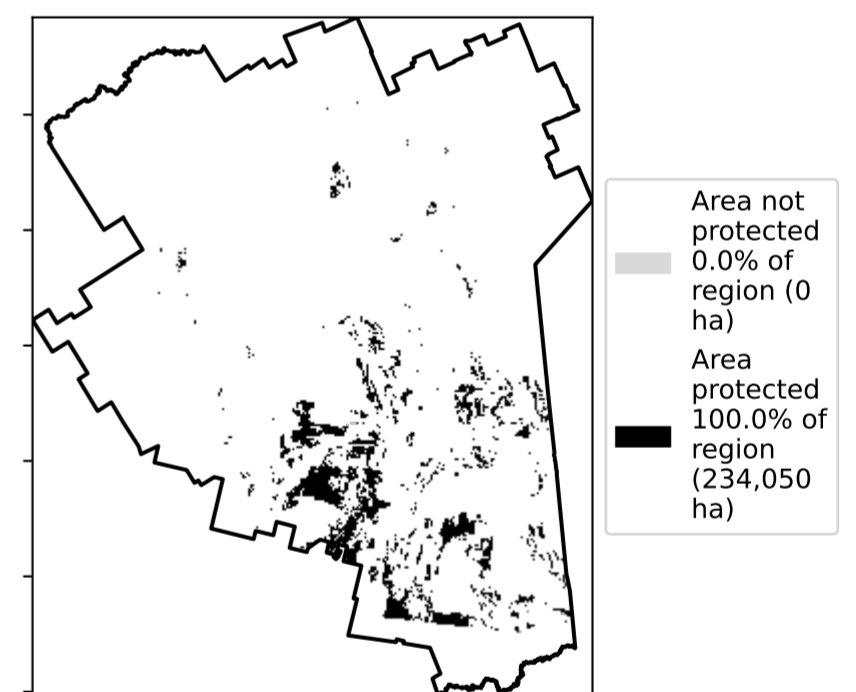 Area not
protected
0.0% of
region (0
ha)
Area
protected
100.0% of
region
(234,050
ha)